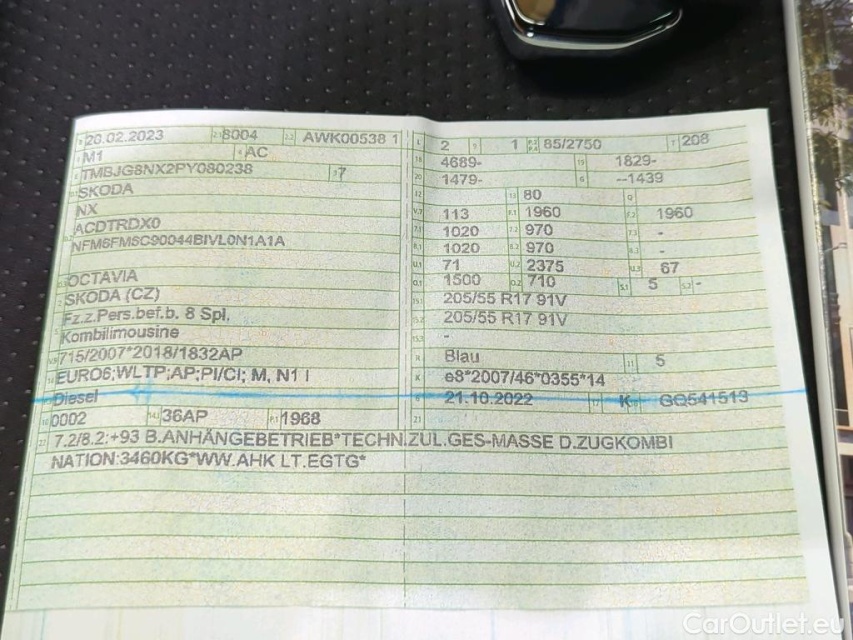 20.02.2023 8004 AWK00538 1
M1 AC
TMBJG8NX2PY080238 7
SKODA
NX
ACDTRDX0
NFM6FM6C90044BIVL0N1A1A
OCTAVIA
SKODA (CZ)
Fz.z.Pers.bef.b. 8 Spl.
Kombilimousine
715/2007*2018/1832AP
EURO6;WLTP;AP;PI/CI; M, N1 I
Diesel
0002 36AP 1968
2 1 85/2750 208
4689- 1829-
1479- --1439
80
113 1960 1960
1020 970 -
1020 970 -
71 2375 67
1500 710 5 -
205/55 R17 91V
205/55 R17 91V
-
Blau 5
e8*2007/46*0355*14
21.10.2022 K GQ541513
7.2/8.2:+93 B.ANHÄNGEBETRIEB*TECHN.ZUL.GES-MASSE D.ZUGKOMBI
NATION:3460KG*WW.AHK LT.EGTG*
CarOutlet.eu